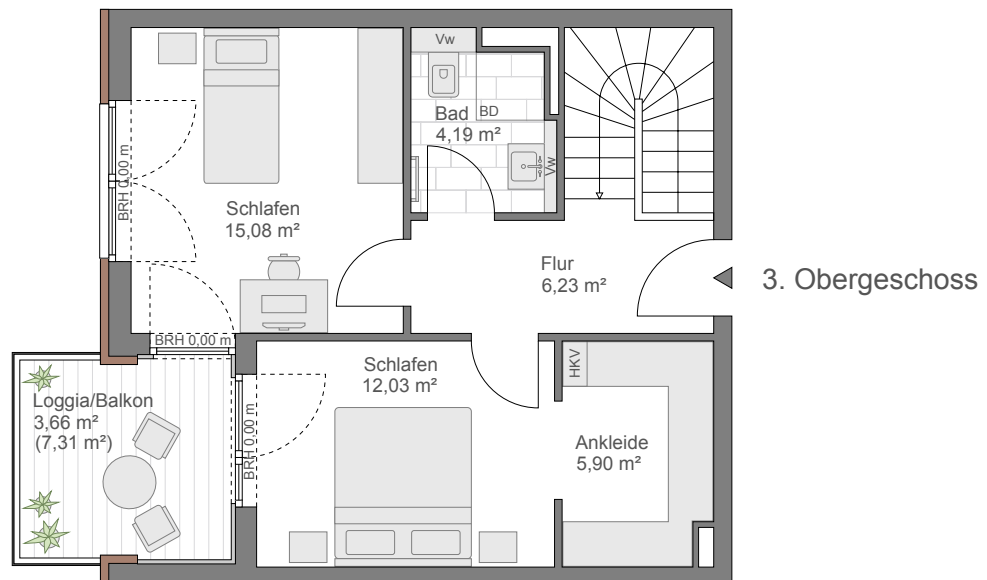 Vw
Bad BD
4,19 m²
Vw
BRH 0,00 m
Schlafen
15,08 m²
Flur
6,23 m²
3. Obergeschoss
BRH 0,00 m
Schlafen
12,03 m²
HKV
Loggia/Balkon
3,66 m²
(7,31 m²)
BRH 0,00 m
Ankleide
5,90 m²